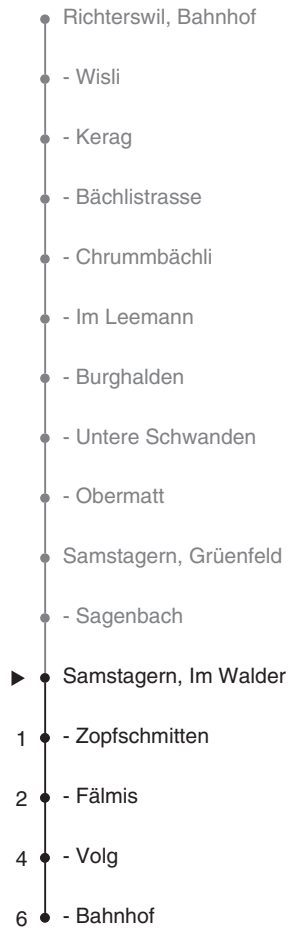 Richterswil, Bahnhof
- Wisli
- Kerag
- Bächlistrasse
- Chrummbächli
- Im Leemann
- Burghalden
- Untere Schwanden
- Obermatt
Samstagern, Grüenfeld
- Sagenbach
Samstagern, Im Walder
1 - Zopfschmitten
2 - Fälmis
4 - Volg
6 - Bahnhof